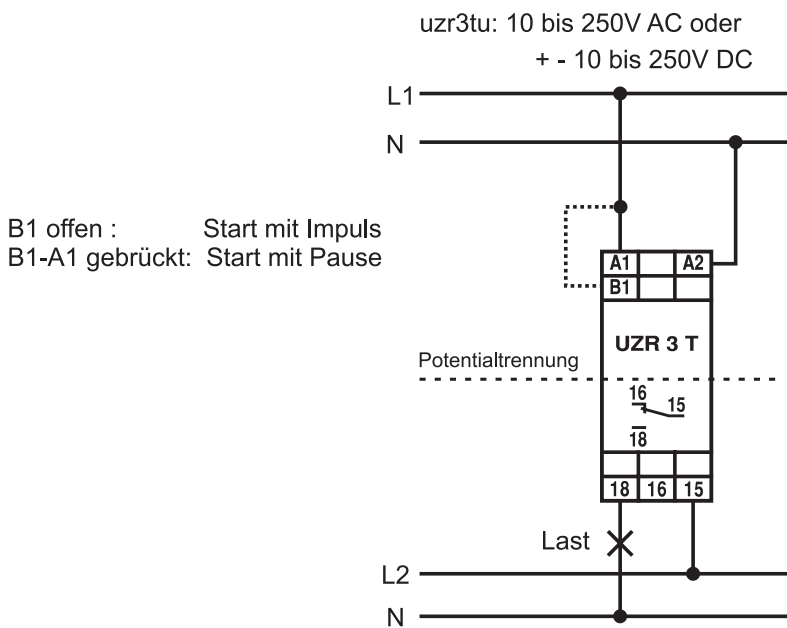 uzr3tu: 10 bis 250V AC oder
+ - 10 bis 250V DC
L1
N
B1 offen : Start mit Impuls
B1-A1 gebrückt: Start mit Pause
A1 A2
B1
UZR 3 T
Potentialtrennung
16
15
18
18 16 15
Last
L2
N